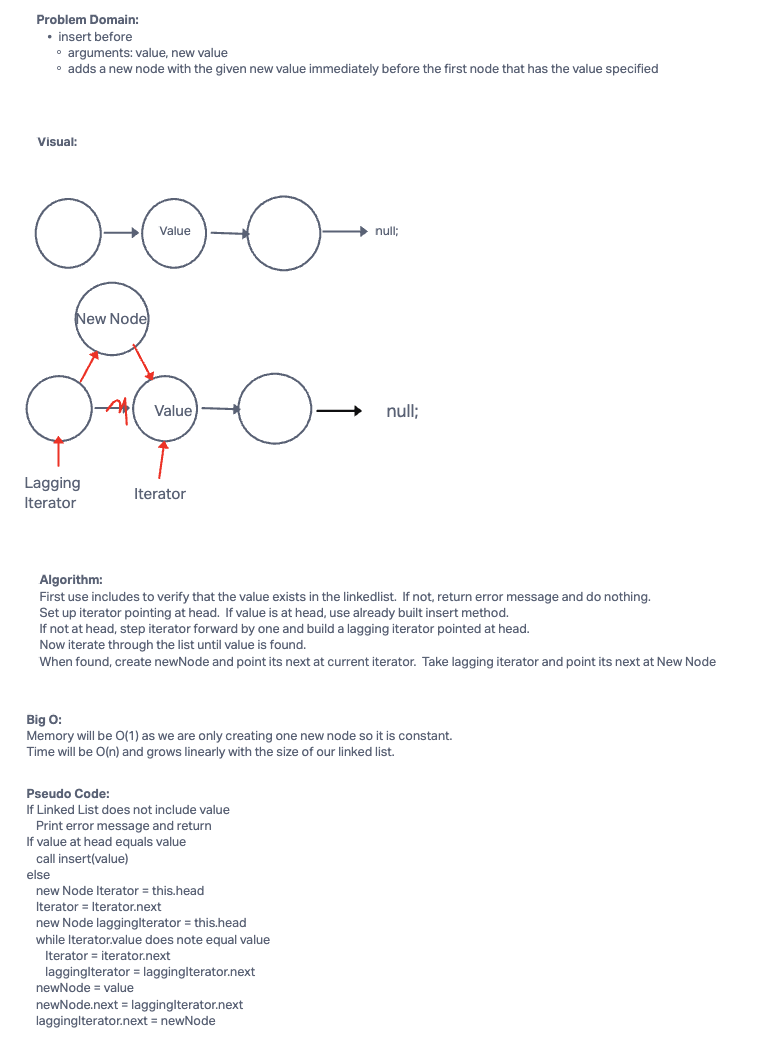 Problem Domain:
• insert before
◦ arguments: value, new value
◦ adds a new node with the given new value immediately before the first node that has the value specified
Visual:
Value
null;
New Node
Value
null;
Lagging
Iterator
Iterator
Algorithm:
First use includes to verify that the value exists in the linkedlist. If not, return error message and do nothing.
Set up iterator pointing at head. If value is at head, use already built insert method.
If not at head, step iterator forward by one and build a lagging iterator pointed at head.
Now iterate through the list until value is found.
When found, create newNode and point its next at current iterator. Take lagging iterator and point its next at New Node
Big O:
Memory will be O(1) as we are only creating one new node so it is constant.
Time will be O(n) and grows linearly with the size of our linked list.
Pseudo Code:
If Linked List does not include value
Print error message and return
If value at head equals value
call insert(value)
else
new Node Iterator = this.head
Iterator = Iterator.next
new Node laggingIterator = this.head
while Iterator.value does note equal value
Iterator = iterator.next
laggingIterator = laggingIterator.next
newNode = value
newNode.next = laggingIterator.next
laggingIterator.next = newNode